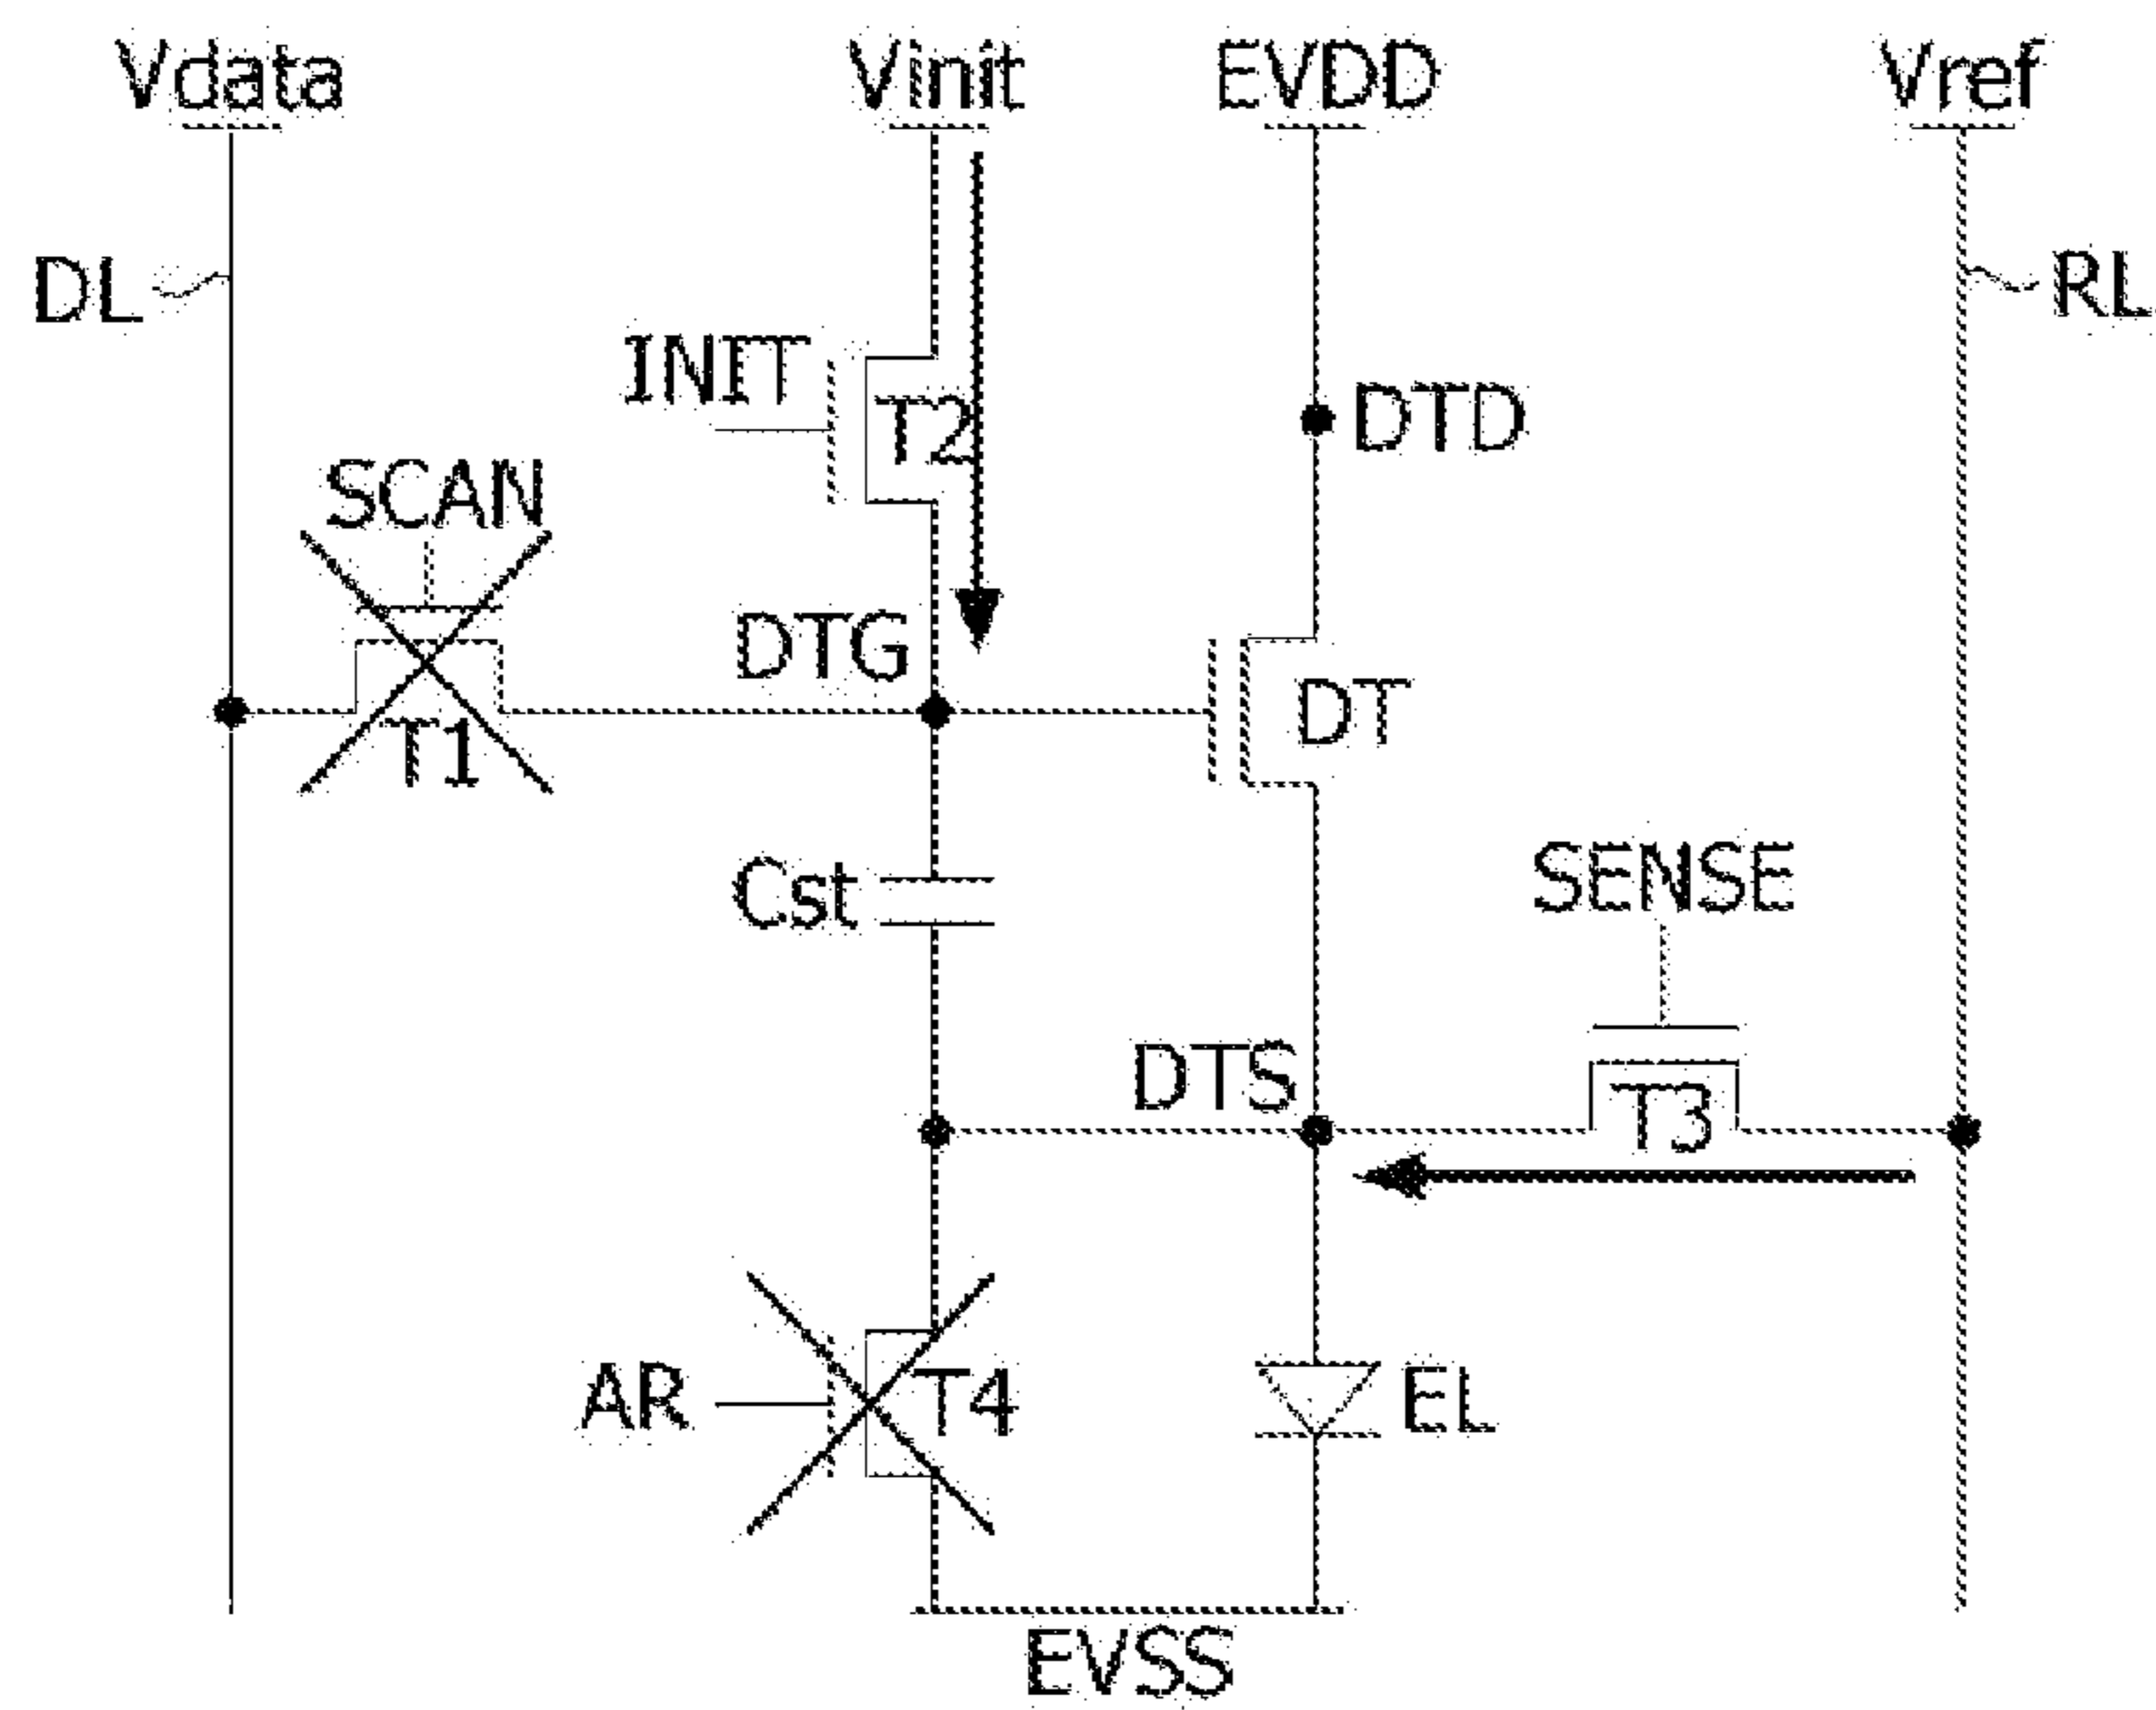 Vdata
Vinit
EVDD
Vref
DL
RL
INIT
T2
DTD
SCAN
DTG
DT
T1
Cst
SENSE
DTS
T3
AR
T4
EL
EVSS